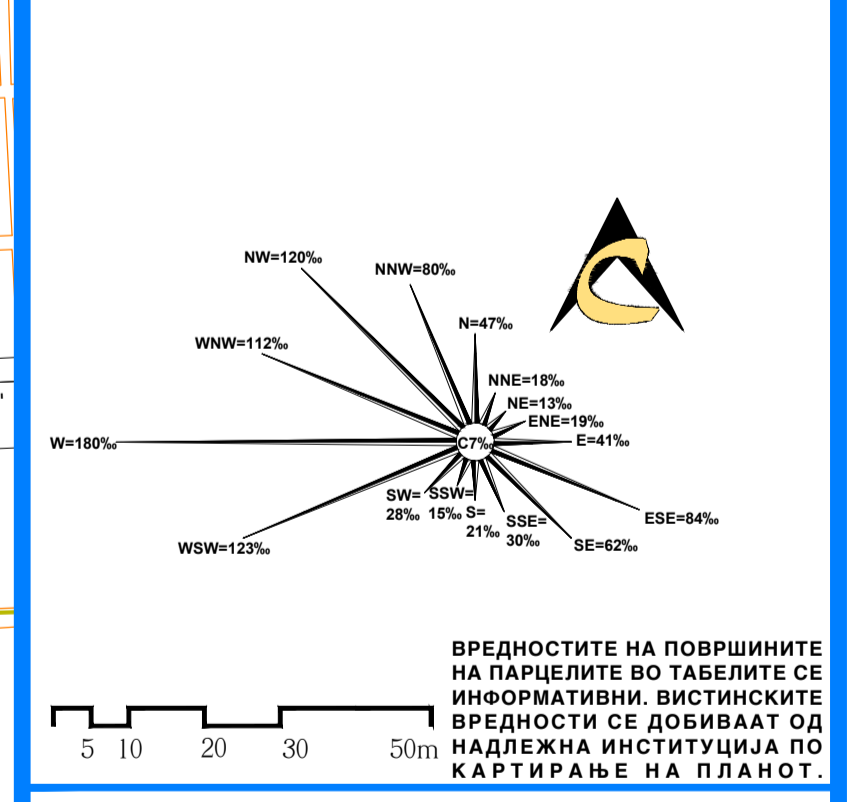 NW=120‰
NNW=80‰
N=47‰
WNW=112‰
NNE=18‰
NE=13‰
ENE=19‰
W=180‰
C7‰
E=41‰
SW=
28‰
SSW=
15‰
S=
21‰
SSE=
30‰
ESE=84‰
WSW=123‰
SE=62‰
ВРЕДНОСТИТЕ НА ПОВРШИНИТЕ
НА ПАРЦЕЛИТЕ ВО ТАБЕЛИТЕ СЕ
ИНФОРМАТИВНИ. ВИСТИНСКИТЕ
ВРЕДНОСТИ СЕ ДОБИВААТ ОД
НАДЛЕЖНА ИНСТИТУЦИЈА ПО
КАРТИРАЊЕ НА ПЛАНОТ.
5 10 20 30 50m